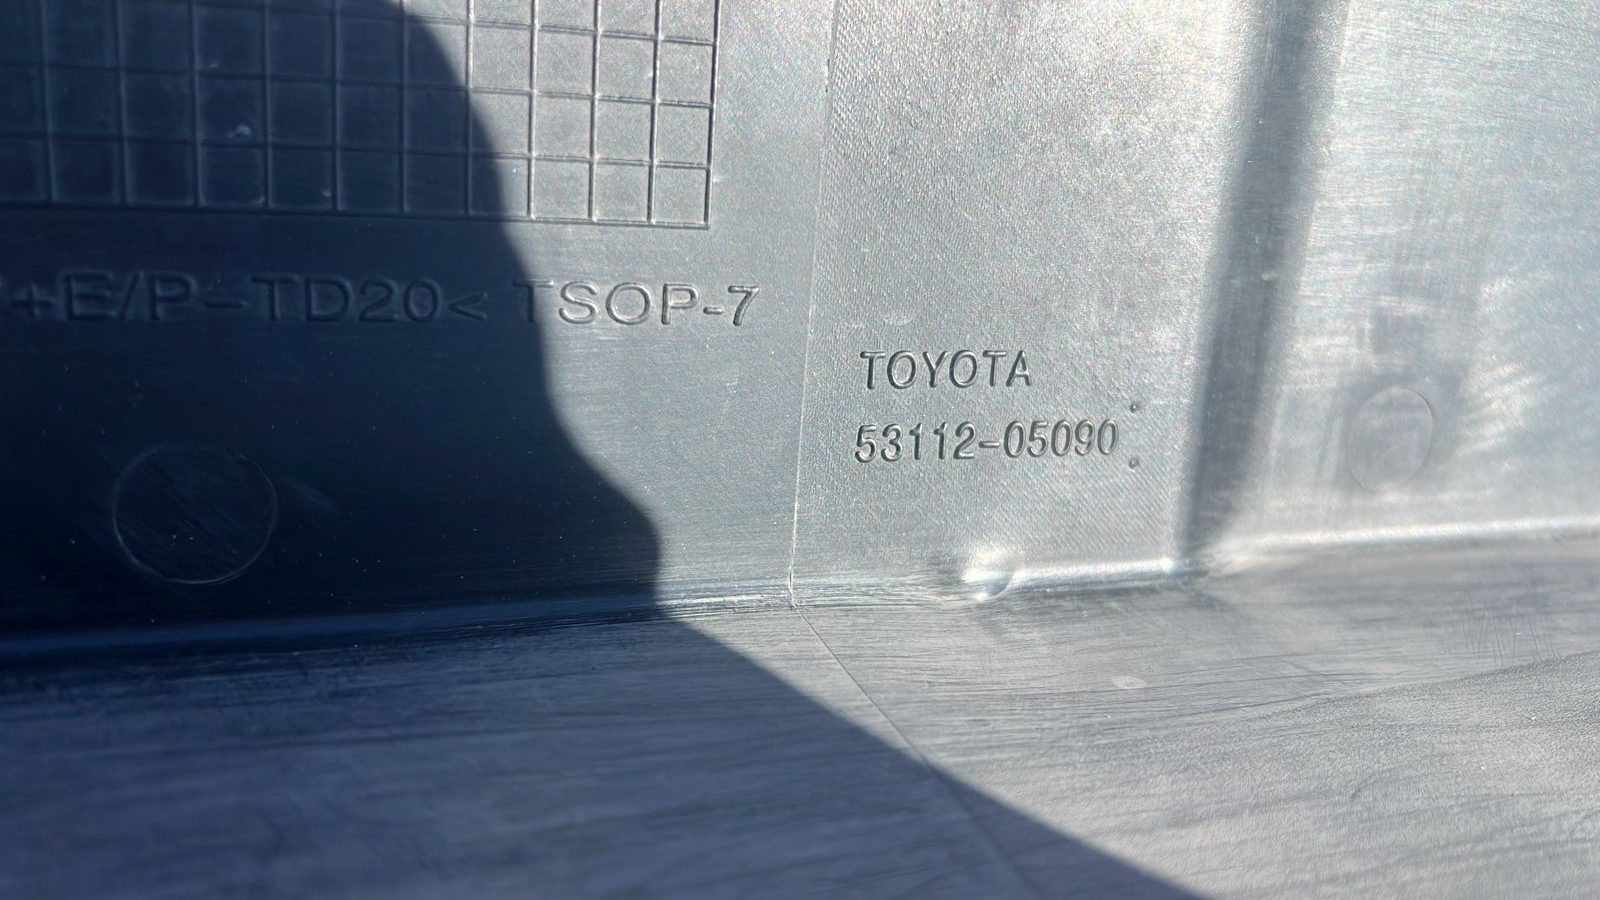 +E/P-TD20< TSOP-7
TOYOTA
53112-05090